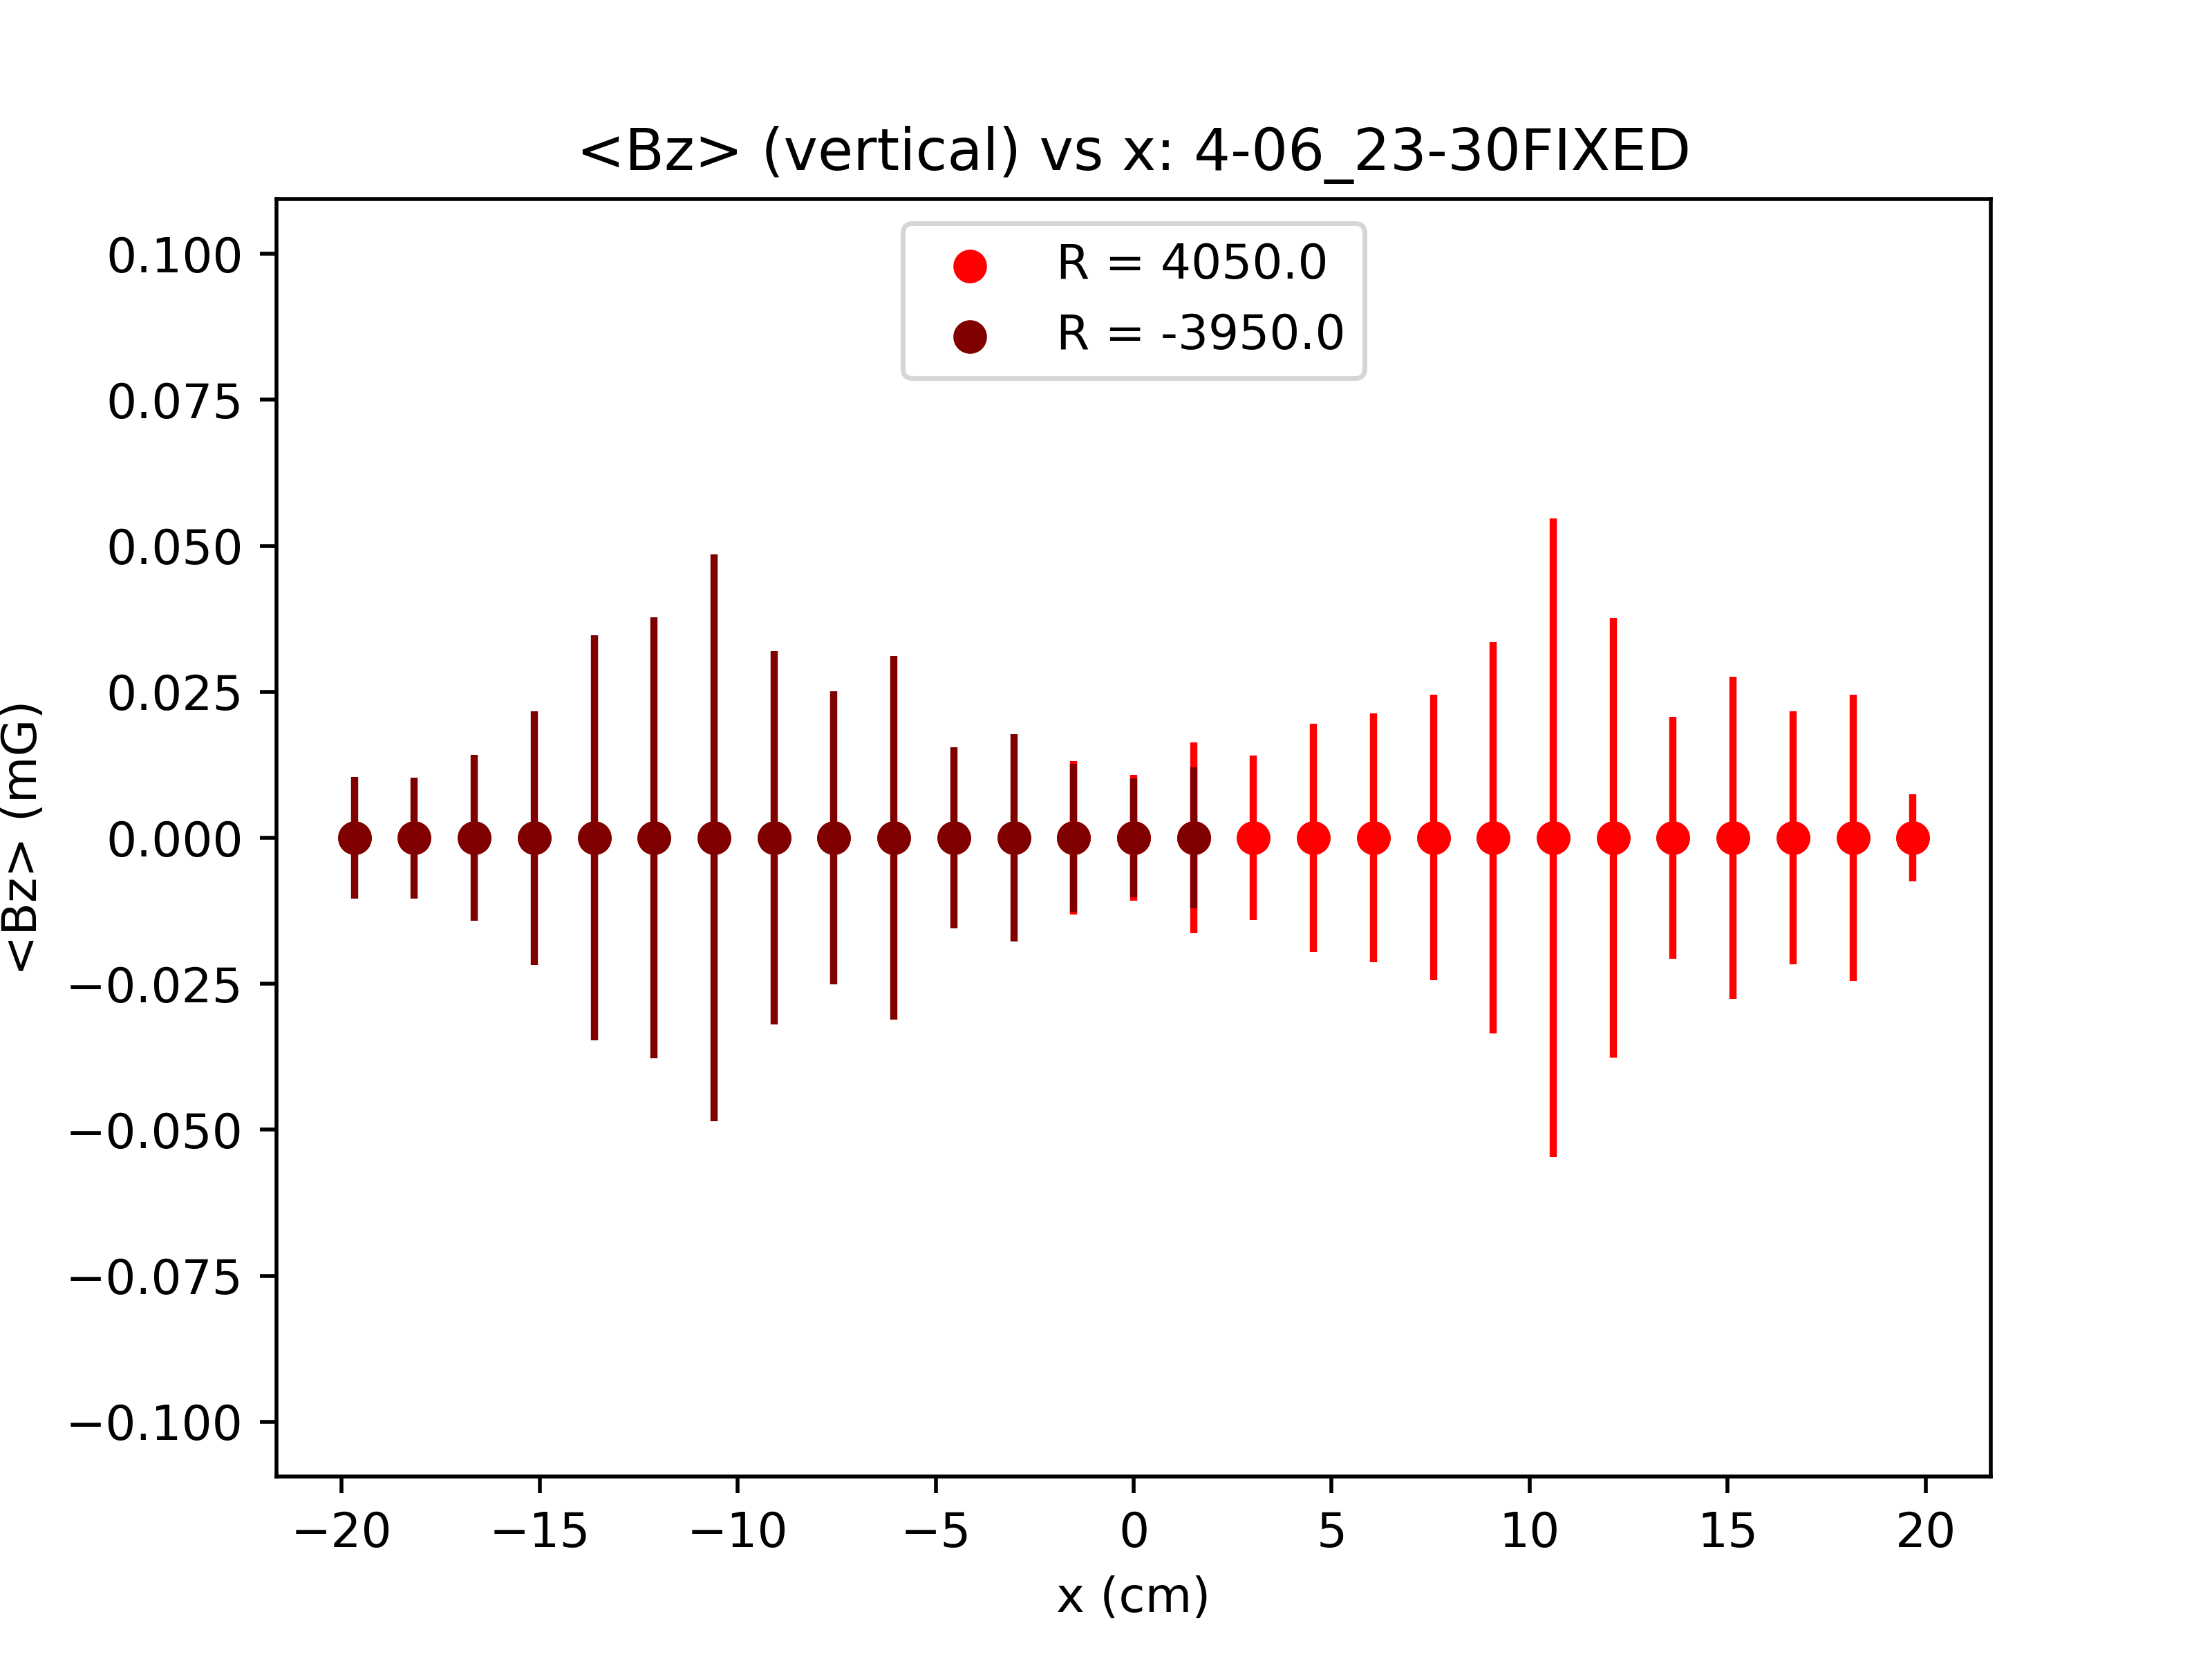 <Bz> (vertical) vs x: 4-06_23-30FIXED
R = 4050.0
R = -3950.0
<Bz> (mG)
0.100
0.075
0.050
0.025
0.000
−0.025
−0.050
−0.075
−0.100
−20 −15 −10 −5 0 5 10 15 20
x (cm)